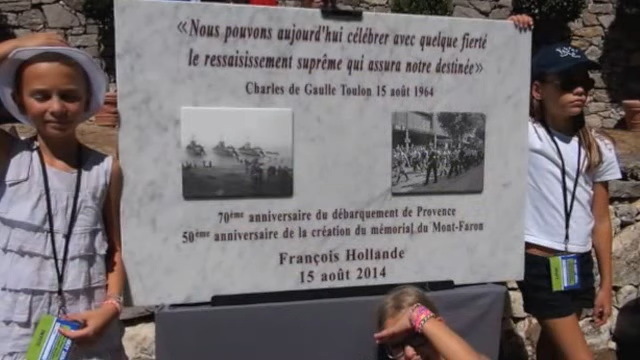 «Nous pouvons aujourd'hui célébrer avec quelque fierté
le ressaisissement suprême qui assura notre destinée»
Charles de Gaulle Toulon 15 août 1964
70ème anniversaire du débarquement de Provence
50ème anniversaire de la création du mémorial du Mont-Faron
François Hollande
15 août 2014